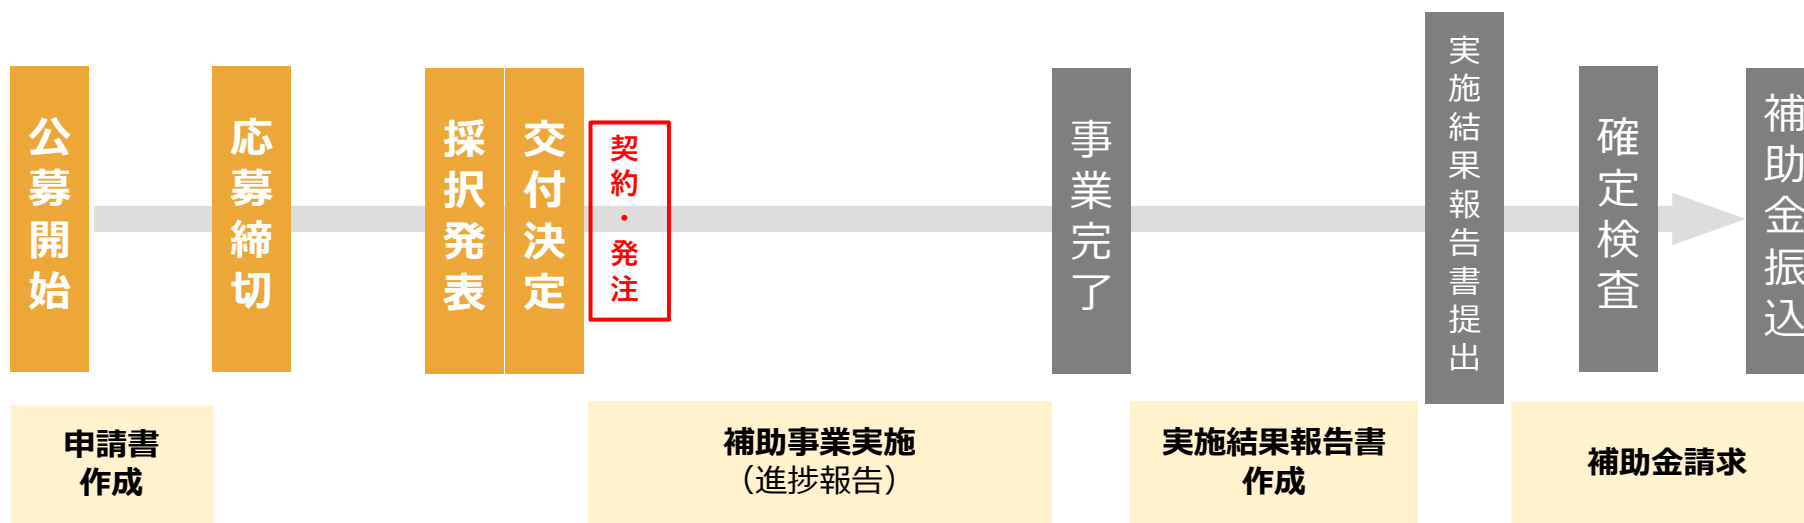 公募開始
応募締切
採択発表
交付決定
契約・発注
事業完了
実施結果報告書提出
確定検査
補助金振込
申請書
作成
補助事業実施
（進捗報告）
実施結果報告書
作成
補助金請求